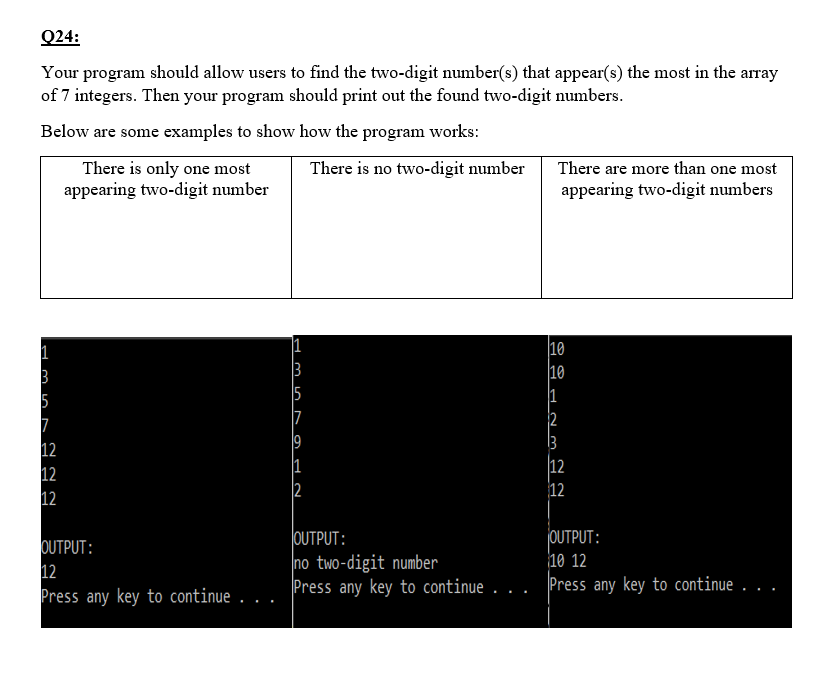 Q24:
Your program should allow users to find the two-digit number(s) that appear(s) the most in the array
of 7 integers. Then your program should print out the found two-digit numbers.
Below are some examples to show how the program works:
There is only one most
appearing two-digit number
There is no two-digit number
There are more than one most
appearing two-digit numbers
1
3
5
7
12
12
12
OUTPUT:
12
Press any key to continue . . .
1
3
5
7
9
1
2
OUTPUT:
no two-digit number
Press any key to continue . . .
10
10
1
2
3
12
12
OUTPUT:
10 12
Press any key to continue . . .